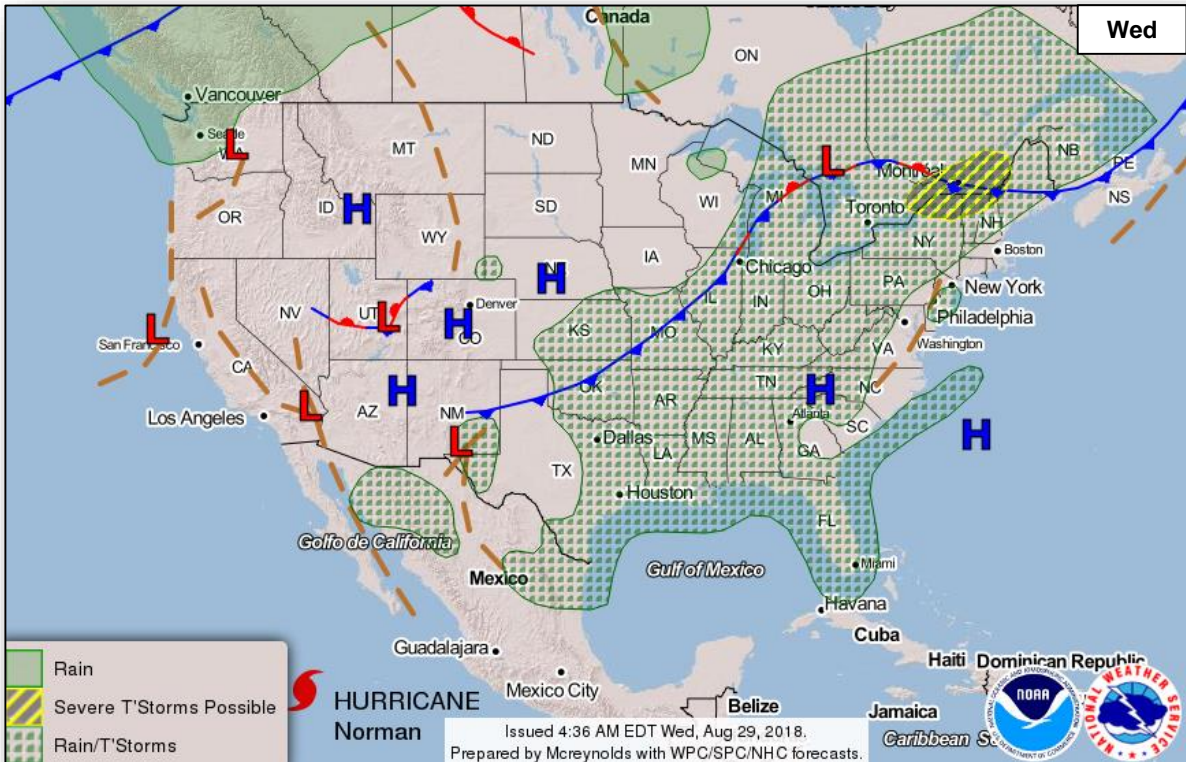 Canada
Wed
ON
Vancouver
Seattle
WA
MT
ND
MN
Montréal
NB
PE
NS
OR
ID
SD
WI
MI
Toronto
NH
WY
NY
Boston
IA
Chicago
NE
PA
New York
NV
UT
Denver
CO
IL
IN
OH
Philadelphia
San Francisco
KS
MO
KY
VA
Washington
CA
OK
TN
NC
Los Angeles
AZ
NM
AR
Atlanta
SC
Dallas
MS
AL
GA
LA
TX
Houston
FL
Golfo de California
Mexico
Gulf of Mexico
Miami
Havana
Guadalajara
Cuba
Mexico City
Haiti
Dominican Republic
Belize
Jamaica
Caribbean
L
H
L
H
H
L
L
H
L
H
H
L
L
H
Rain
Severe T'Storms Possible
Rain/T'Storms
HURRICANE
Norman
Issued 4:36 AM EDT Wed, Aug 29, 2018.
Prepared by Mcreynolds with WPC/SPC/NHC forecasts.
NOAA
NATIONAL WEATHER SERVICE